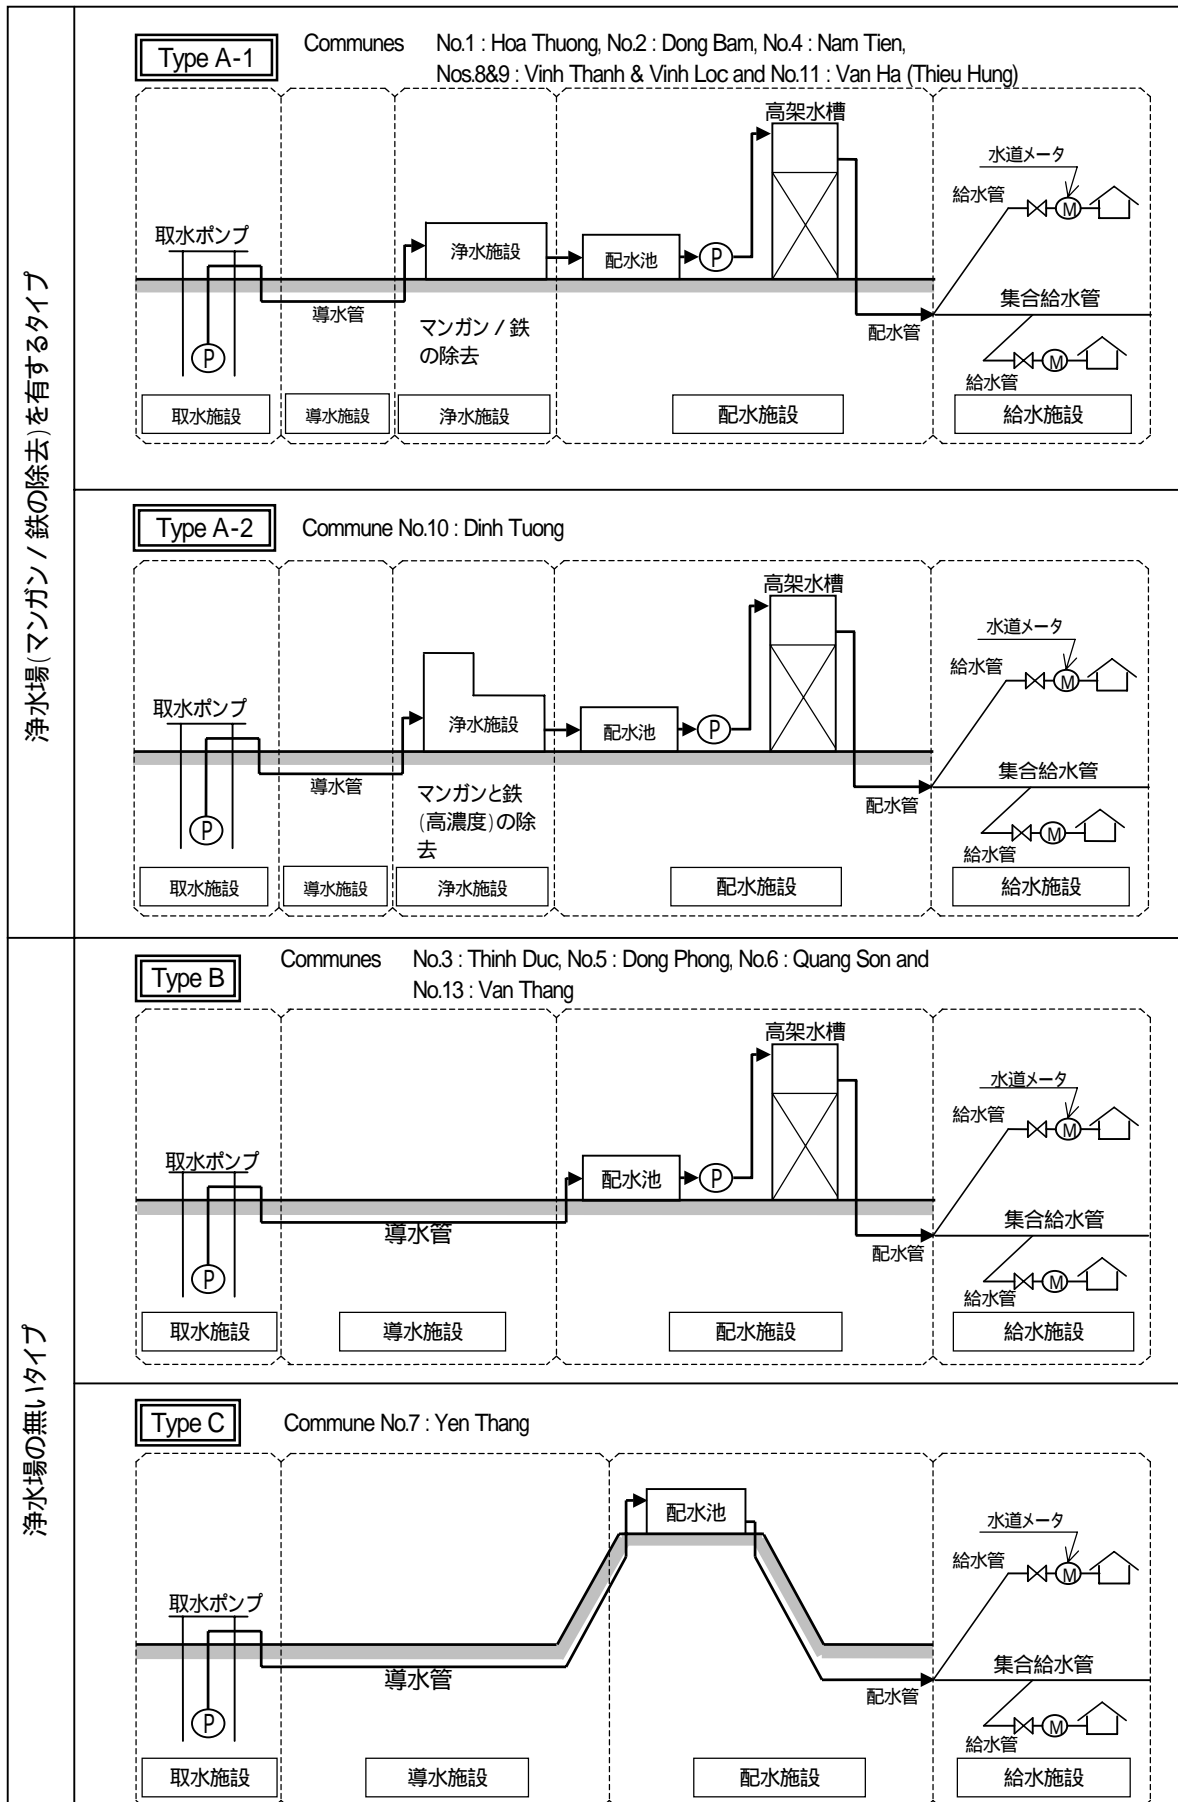 浄水場(マンガン / 鉄の除去)を有するタイプ
Type A-1
Communes No.1 : Hoa Thuong, No.2 : Dong Bam, No.4 : Nam Tien,
Nos.8&9 : Vinh Thanh & Vinh Loc and No.11 : Van Ha (Thieu Hung)
高架水槽
水道メータ
給水管
M
取水ポンプ
浄水施設
配水池
P
集合給水管
導水管
マンガン / 鉄
の除去
配水管
P
M
給水管
取水施設
導水施設
浄水施設
配水施設
給水施設
Type A-2
Commune No.10 : Dinh Tuong
高架水槽
水道メータ
給水管
M
取水ポンプ
浄水施設
配水池
P
集合給水管
導水管
マンガンと鉄
(高濃度)の除
去
配水管
P
M
給水管
取水施設
導水施設
浄水施設
配水施設
給水施設
浄水場の無いタイプ
Type B
Communes No.3 : Thinh Duc, No.5 : Dong Phong, No.6 : Quang Son and
No.13 : Van Thang
高架水槽
水道メータ
給水管
M
取水ポンプ
配水池
P
集合給水管
導水管
配水管
P
M
給水管
取水施設
導水施設
配水施設
給水施設
Type C
Commune No.7 : Yen Thang
配水池
水道メータ
給水管
M
取水ポンプ
集合給水管
導水管
配水管
P
M
給水管
取水施設
導水施設
配水施設
給水施設